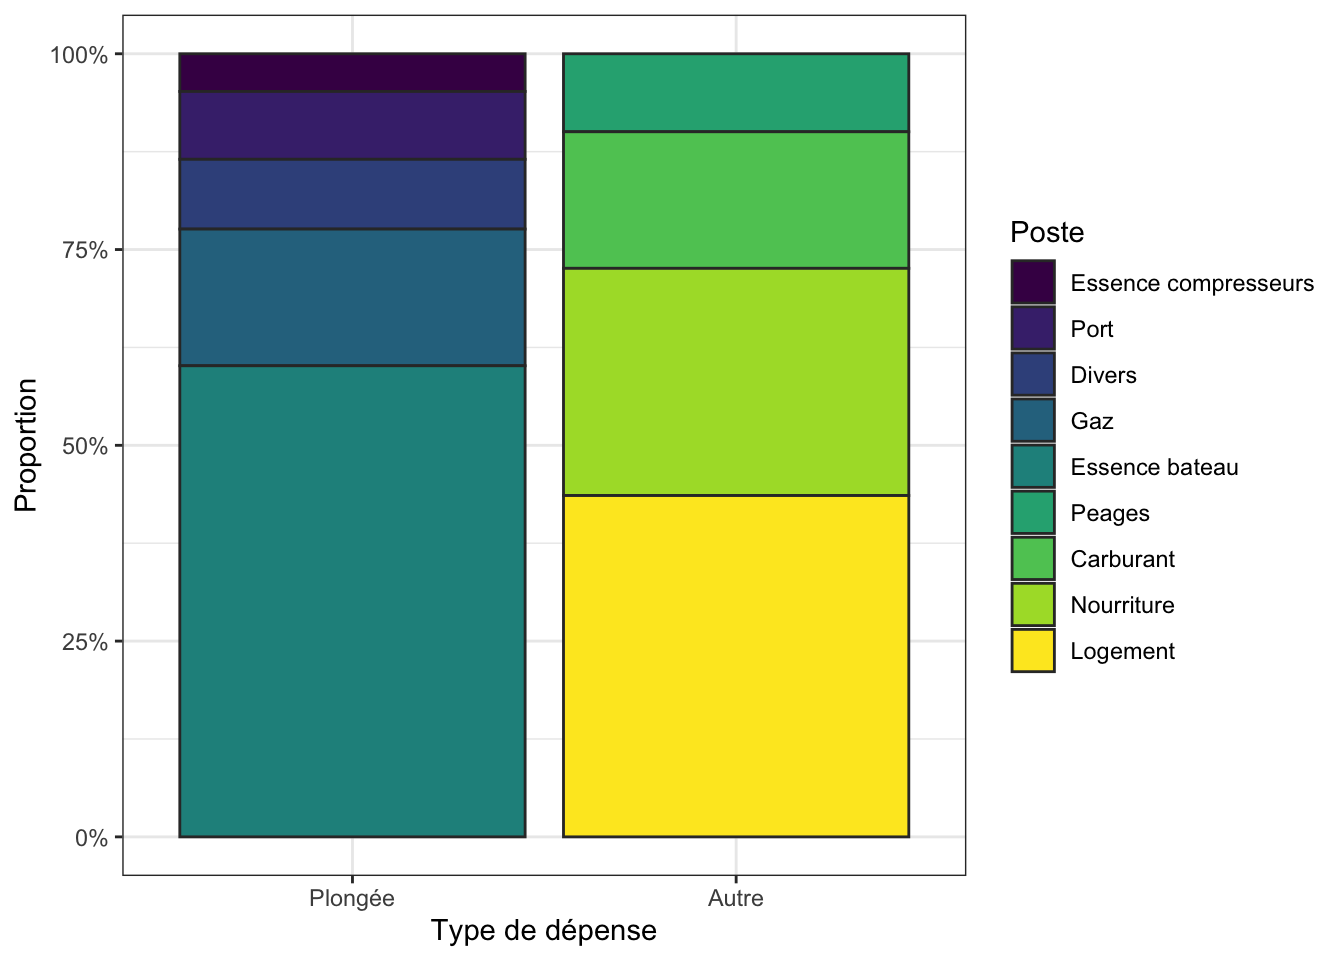 Proportion
100%
75%
50%
25%
0%
Plongée
Autre
Type de dépense
Poste
Essence compresseurs
Port
Divers
Gaz
Essence bateau
Peages
Carburant
Nourriture
Logement